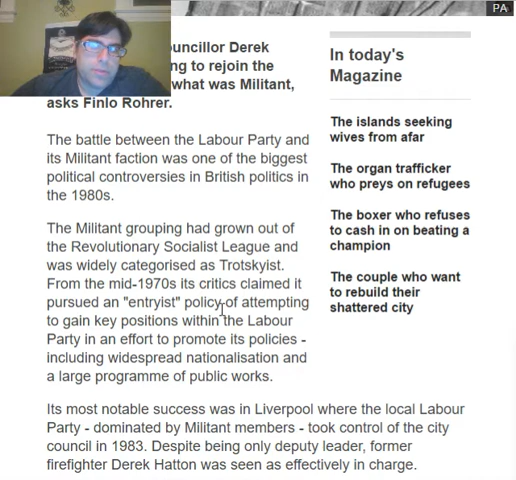 PA
ouncillor Derek
ng to rejoin the
what was Militant,
asks Finlo Rohrer.
The battle between the Labour Party and
its Militant faction was one of the biggest
political controversies in British politics in
the 1980s.
The Militant grouping had grown out of
the Revolutionary Socialist League and
was widely categorised as Trotskyist.
From the mid-1970s its critics claimed it
pursued an "entryist" policy of attempting
to gain key positions within the Labour
Party in an effort to promote its policies -
including widespread nationalisation and
a large programme of public works.
Its most notable success was in Liverpool where the local Labour
Party - dominated by Militant members - took control of the city
council in 1983. Despite being only deputy leader, former
firefighter Derek Hatton was seen as effectively in charge.
In today's
Magazine
The islands seeking
wives from afar
The organ trafficker
who preys on refugees
The boxer who refuses
to cash in on beating a
champion
The couple who want
to rebuild their
shattered city